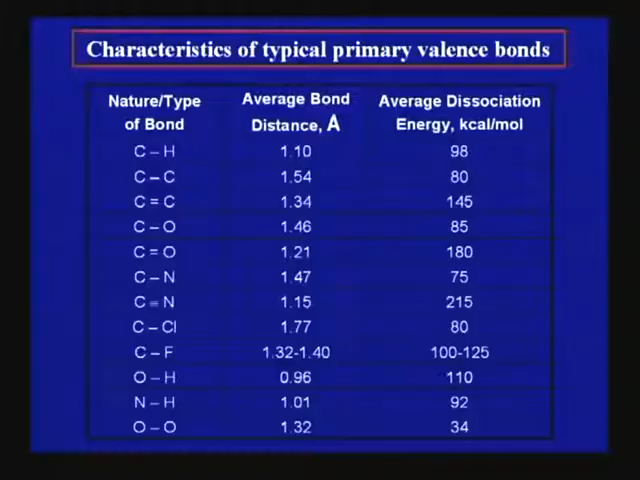 Characteristics of typical primary valence bonds
Nature/Type Average Bond Average Dissociation
of Bond Distance, A Energy, kcal/mol
C – H 1.10 98
C – C 1.54 80
C = C 1.34 145
C – O 1.46 85
C = O 1.21 180
C – N 1.47 75
C ≡ N 1.15 215
C – Cl 1.77 80
C – F 1.32-1.40 100-125
O – H 0.96 110
N – H 1.01 92
O – O 1.32 34